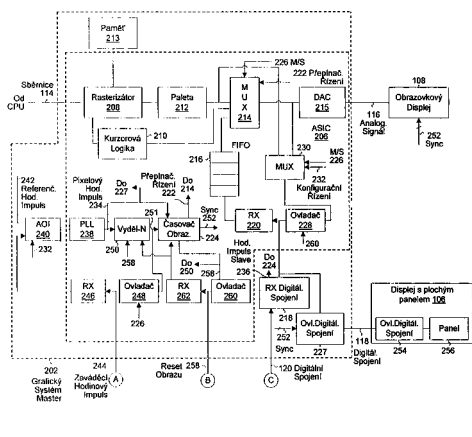 Paměť
213
Sběrnice
114
Od
CPU
Rasterizátor
208
Paleta
212
M
U
X
214
226 M/S
222 Přepínač.
Řízení
DAC
215
ASIC
206
116
Analog.
Signál
108
Obrazovkový
Displej
252
Sync
Kurzorová
Logika
210
FIFO
216
230
MUX
M/S
226
232
Konfigurační
Řízení
242
Referenč.
Hod.
Impuls
Pixelový
Hod.
Impuls
234
Do
227
Přepínač.
Řízení
222
Do
214
Sync
252
RX
220
Ovladač
228
260
AOI
240
232
PLL
238
250
Vyděl-N
258
251
Časovač
Obraz.
224
Do
250
256
Hod.
Impuls
Slave
236
Do
224
RX Digitál.
Spojení
218
RX
246
Ovladač
248
226
RX
262
Ovladač
260
252
Sync
Ovl.Digitál.
Spojení
227
118
Digitál.
Spojení
Displej s plochým
panelem 106
Ovl.Digitál.
Spojení
254
Panel
256
202
Grafický
Systém
Master
244
Zaváděcí
Hodinový
Impuls
A
Reset
Obrazu
258
B
C
120 Digitální
Spojení